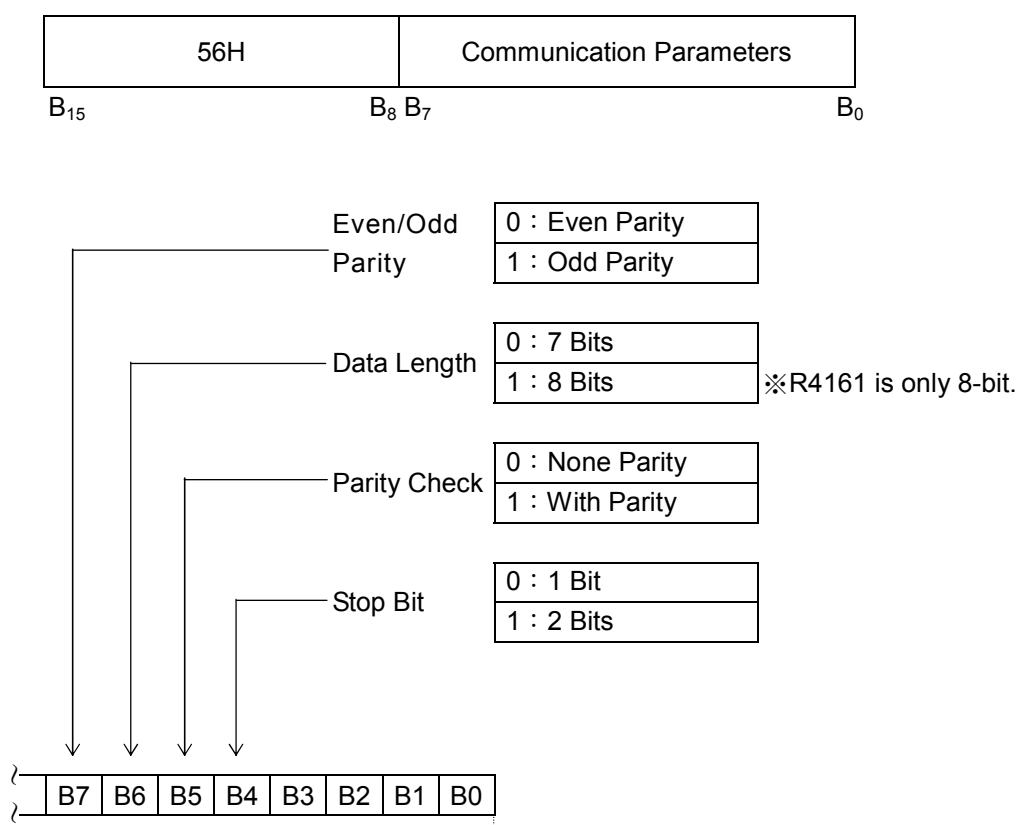 56H Communication Parameters
B15 B8 B7 B0
Even/Odd Parity
0：Even Parity
1：Odd Parity
Data Length
0：7 Bits
1：8 Bits ※R4161 is only 8-bit.
Parity Check
0：None Parity
1：With Parity
Stop Bit
0：1 Bit
1：2 Bits
B7 B6 B5 B4 B3 B2 B1 B0